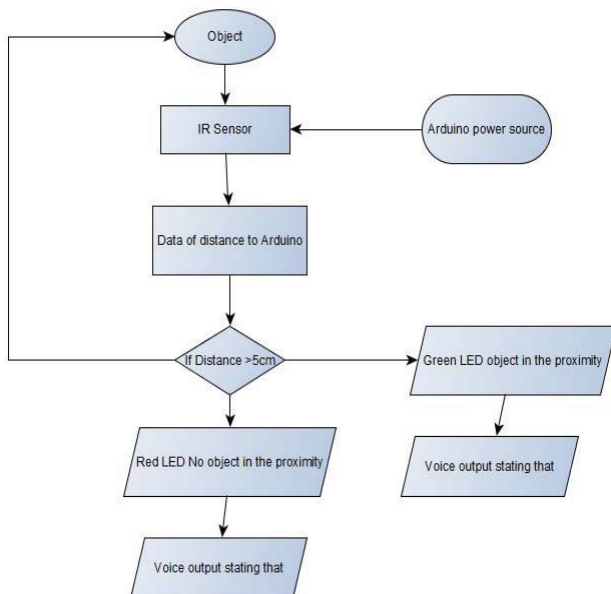 Object
IR Sensor
Arduino power source
Data of distance to Arduino
If Distance >5cm
Green LED object in the proximity
Red LED No object in the proximity
Voice output stating that
Voice output stating that